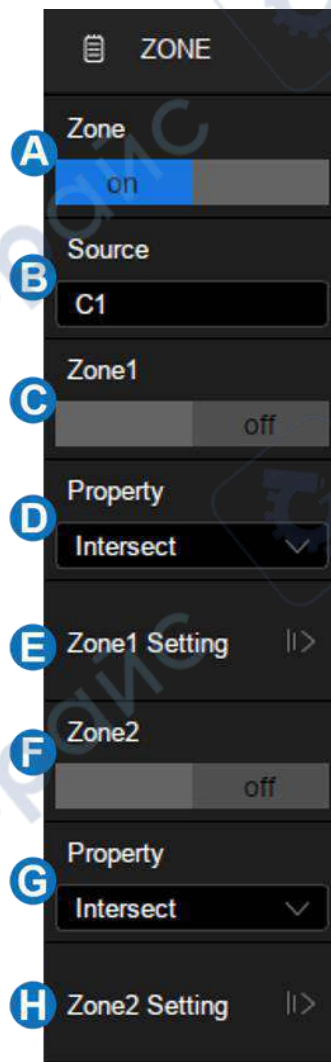 ZONE
A Zone
on
B Source
C1
C Zone1
off
D Property
Intersect
E Zone1 Setting
F Zone2
off
G Property
Intersect
H Zone2 Setting